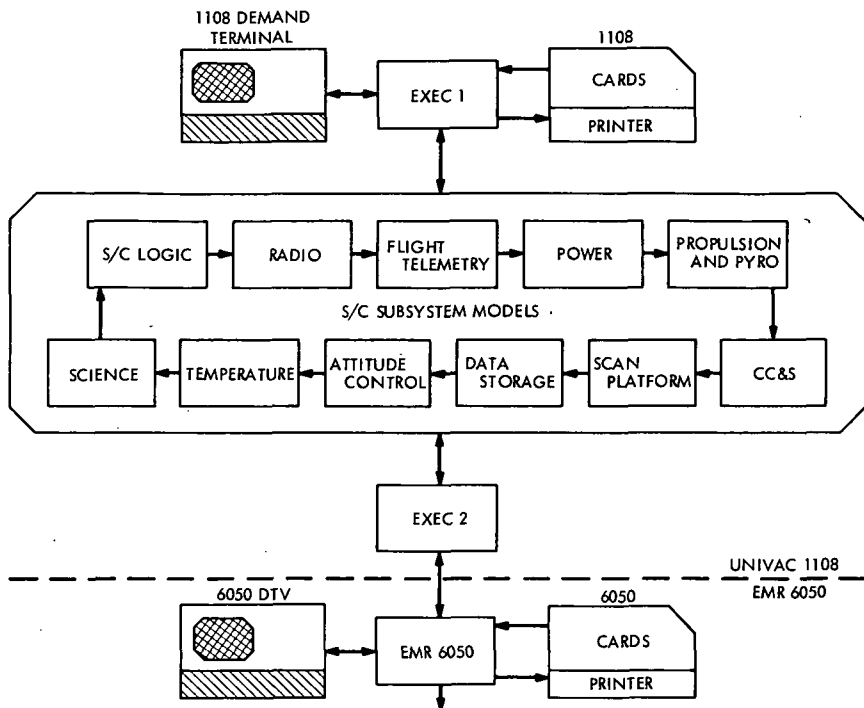 1108 DEMAND
TERMINAL
1108
EXEC 1
CARDS
PRINTER
S/C LOGIC
RADIO
FLIGHT
TELEMETRY
POWER
PROPULSION
AND PYRO
S/C SUBSYSTEM MODELS
SCIENCE
TEMPERATURE
ATTITUDE
CONTROL
DATA
STORAGE
SCAN
PLATFORM
CC&S
EXEC 2
UNIVAC 1108
EMR 6050
6050 DTV
6050
EMR 6050
CARDS
PRINTER